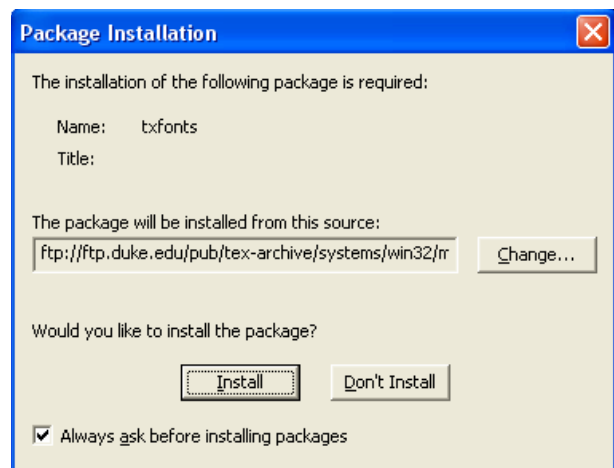 Package Installation
The installation of the following package is required:
Name: txfonts
Title:
The package will be installed from this source:
ftp://ftp.duke.edu/pub/tex-archive/systems/win32/m
Change...
Would you like to install the package?
Install Don't Install
Always ask before installing packages